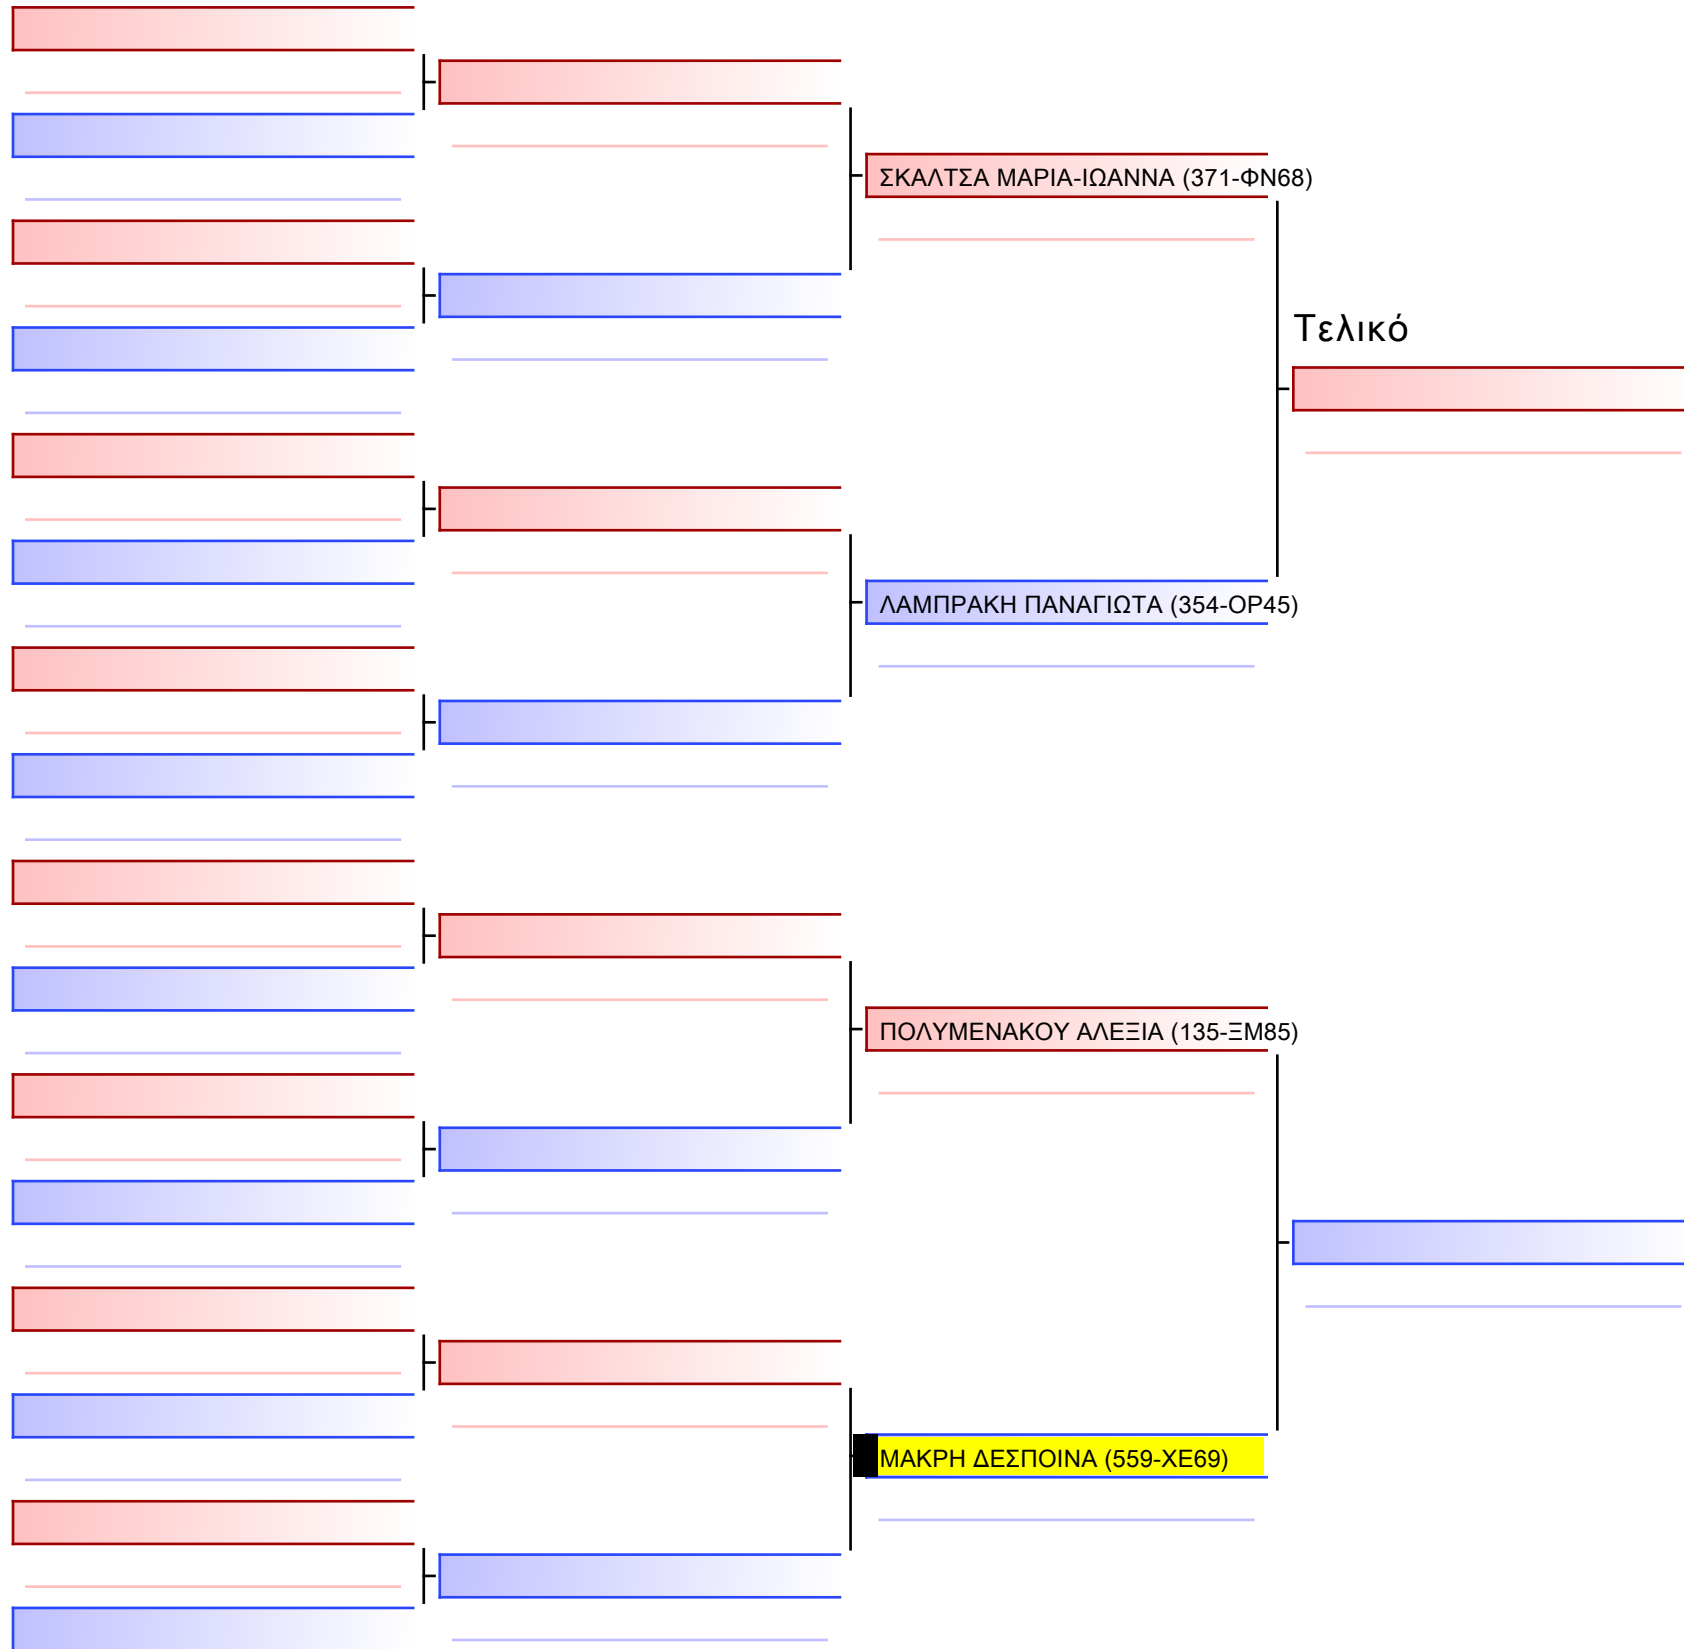 ΣΚΑΛΤΣΑ ΜΑΡΙΑ-ΙΩΑΝΝΑ (371-ΦΝ68)
Τελικό
ΛΑΜΠΡΑΚΗ ΠΑΝΑΓΙΩΤΑ (354-ΟΡ45)
ΠΟΛΥΜΕΝΑΚΟΥ ΑΛΕΞΙΑ (135-ΞΜ85)
ΜΑΚΡΗ ΔΕΣΠΟΙΝΑ (559-ΧΕ69)